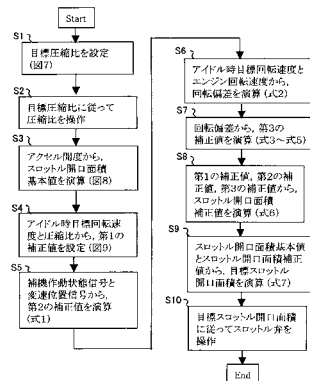 Start
S1
目標圧縮比を設定
(図7)
S2
目標圧縮比に従って
圧縮比を操作
S3
アクセル開度から、
スロットル開口面積
基本値を演算(図8)
S4
アイドル時目標回転速
度と圧縮比から、第1の
補正値を設定(図9)
S5
補機作動状態信号と
変速位置信号から、
第2の補正値を演算
(式1)
S6
アイドル時目標回転速度と
エンジン回転速度から、
回転偏差を演算(式2)
S7
回転偏差から、第3の
補正値を演算(式3~式5)
S8
第1の補正値、第2の補
正値、第3の補正値から、
スロットル開口面積
補正値を演算(式6)
S9
スロットル開口面積基本値
とスロットル開口面積補正
値から、目標スロットル
開口面積を演算(式7)
S10
目標スロットル開口面積
に従ってスロットル弁を
操作
End